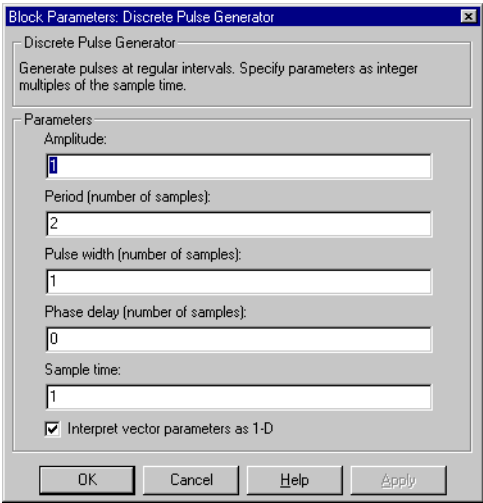 Block Parameters: Discrete Pulse Generator
Discrete Pulse Generator
Generate pulses at regular intervals. Specify parameters as integer
multiples of the sample time.
Parameters
Amplitude:
1
Period (number of samples):
2
Pulse width (number of samples):
1
Phase delay (number of samples):
0
Sample time:
1
Interpret vector parameters as 1-D
OK Cancel Help Apply